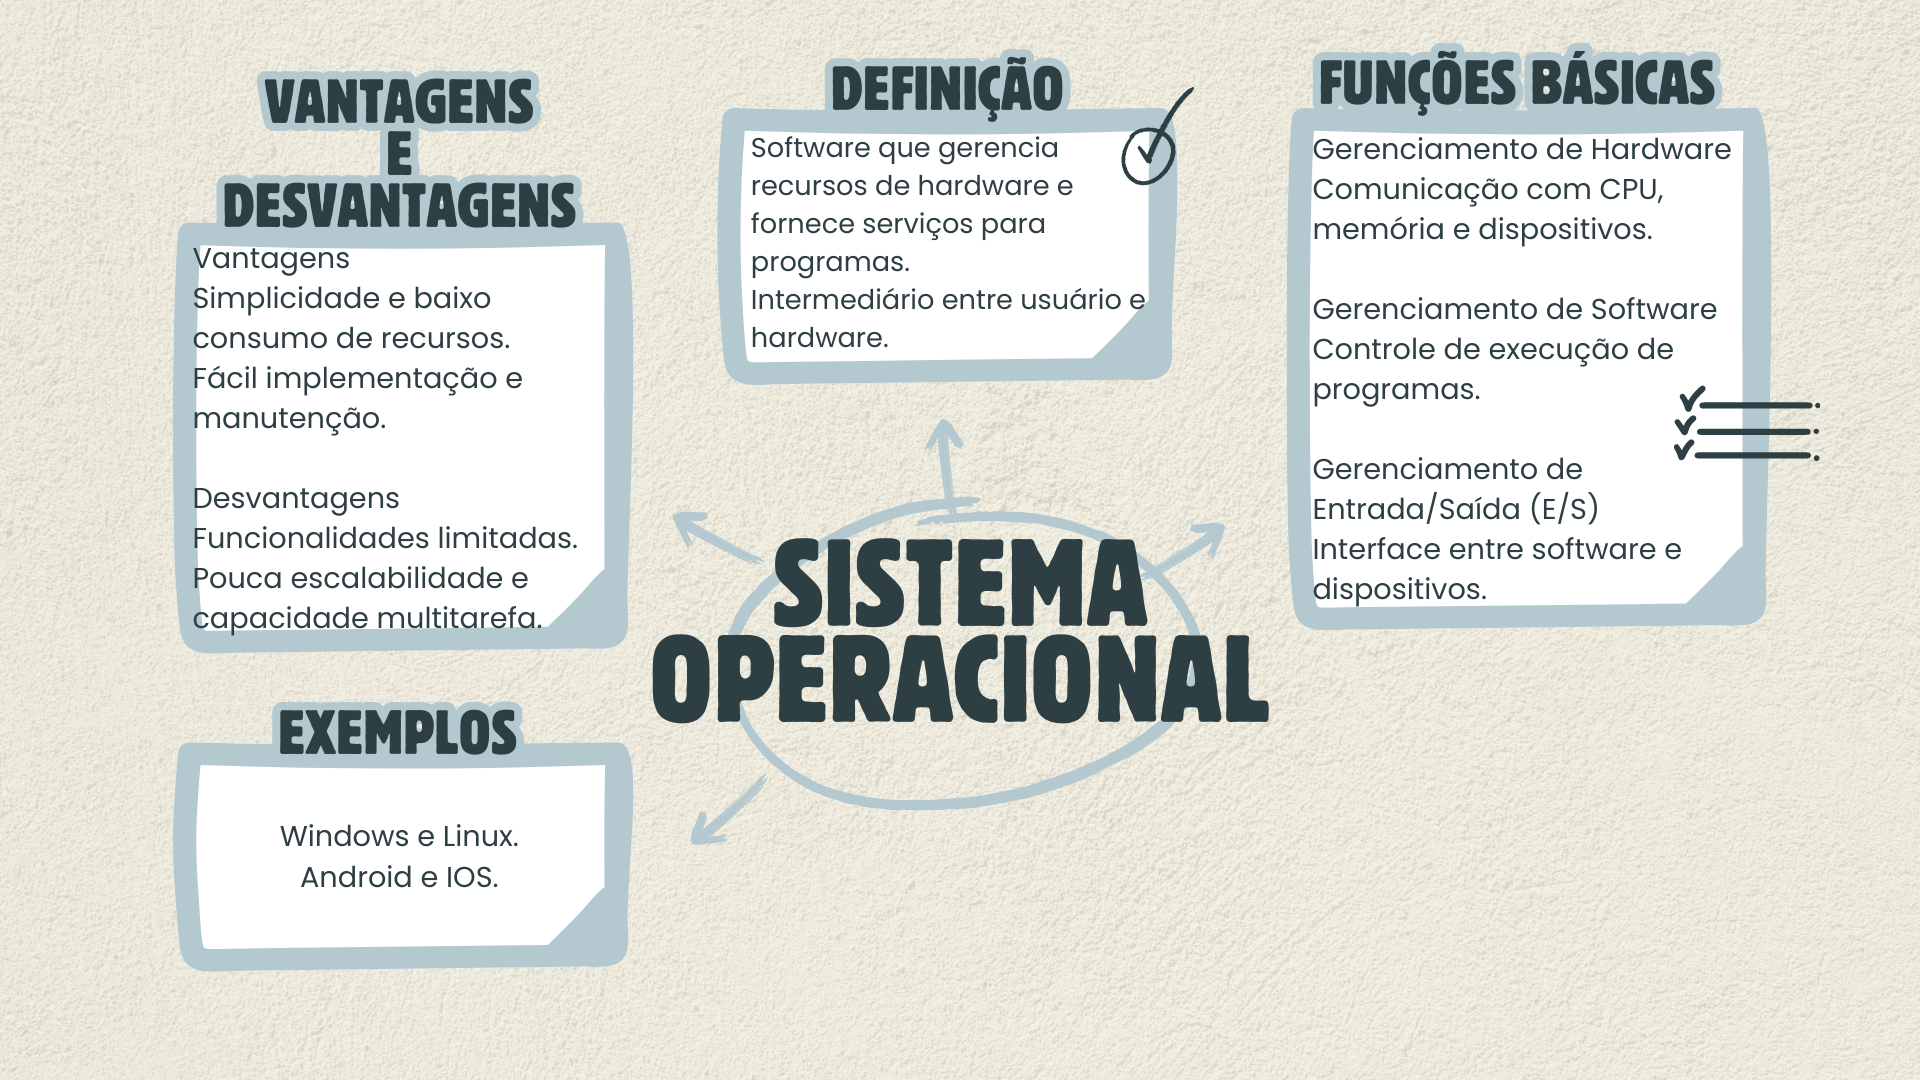 VANTAGENS
E
DESVANTAGENS
Vantagens
Simplicidade e baixo
consumo de recursos.
Fácil implementação e
manutenção.
Desvantagens
Funcionalidades limitadas.
Pouca escalabilidade e
capacidade multitarefa.
DEFINIÇÃO
Software que gerencia
recursos de hardware e
fornece serviços para
programas.
Intermediário entre usuário e
hardware.
FUNÇÕES BÁSICAS
Gerenciamento de Hardware
Comunicação com CPU,
memória e dispositivos.
Gerenciamento de Software
Controle de execução de
programas.
Gerenciamento de
Entrada/Saída (E/S)
Interface entre software e
dispositivos.
SISTEMA
OPERACIONAL
EXEMPLOS
Windows e Linux.
Android e IOS.